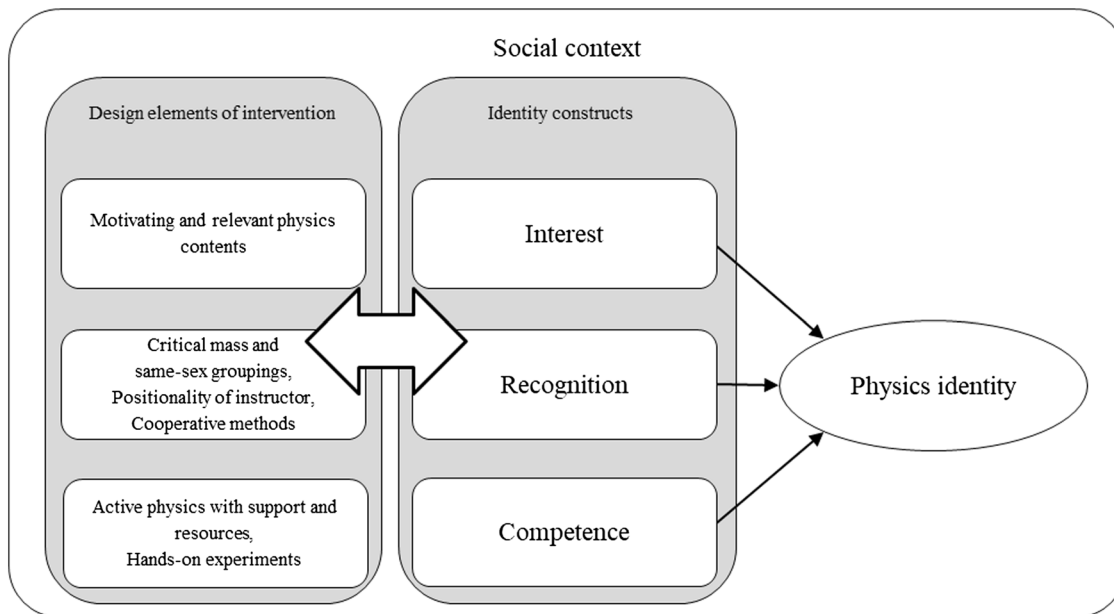 Social context
Design elements of intervention
Motivating and relevant physics
contents
Critical mass and
same-sex groupings,
Positionality of instructor,
Cooperative methods
Active physics with support and
resources,
Hands-on experiments
Identity constructs
Interest
Recognition
Competence
Physics identity